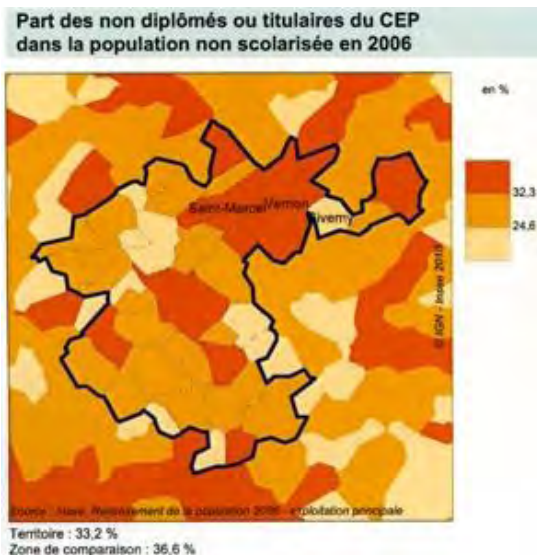 Part des non diplômés ou titulaires du CEP
dans la population non scolarisée en 2006
en %
32,3
24,6
Saint-Marcel
Vernon
Giverny
© IGN - Insee 2010
Source : Insee, Recensement de la population 2006 - exploitation principale
Territoire : 33,2 %
Zone de comparaison : 36,6 %